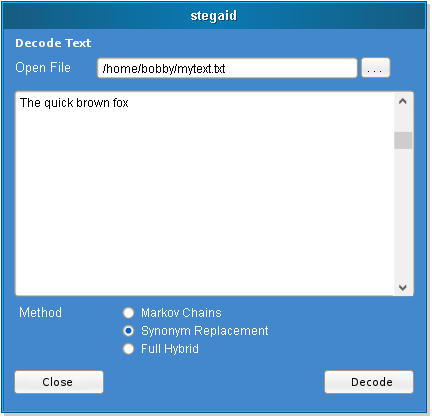 stegaid
Decode Text
Open File /home/bobby/mytext.txt ...
The quick brown fox
Method Markov Chains
Synonym Replacement
Full Hybrid
Close Decode